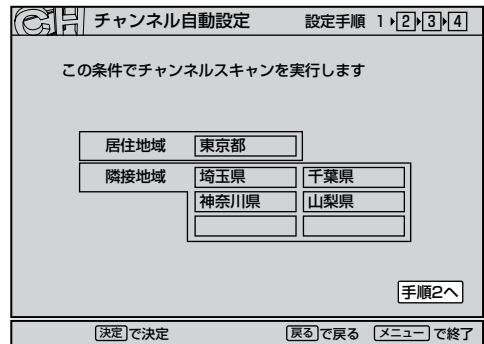 CH チャンネル自動設定 設定手順 1▸2▸3▸4
この条件でチャンネルスキャンを実行します
居住地域 東京都
隣接地域 埼玉県 千葉県
神奈川県 山梨県
手順2へ
決定で決定 戻るで戻る メニューで終了